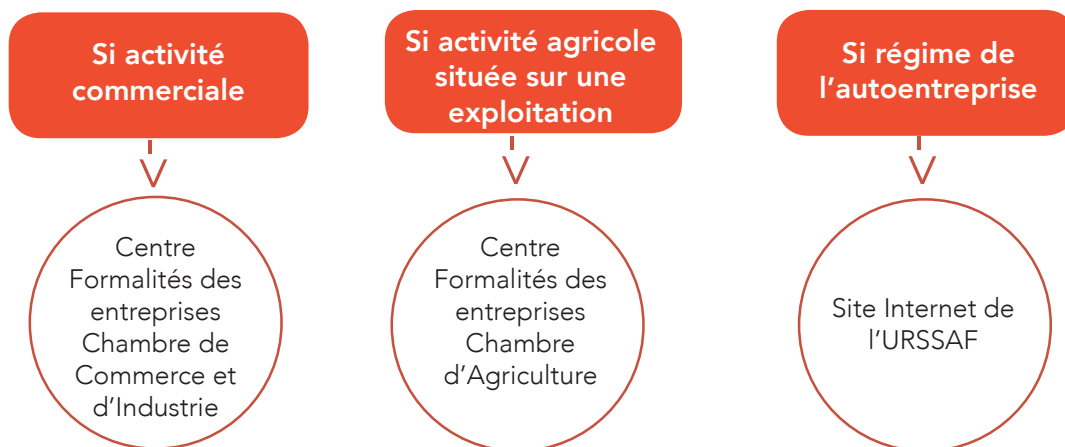 Si activité
commerciale
Si activité agricole
située sur une
exploitation
Si régime de
l'autoentreprise
Centre
Formalités des
entreprises
Chambre de
Commerce et
d'Industrie
Centre
Formalités des
entreprises
Chambre
d'Agriculture
Site Internet de
l'URSSAF